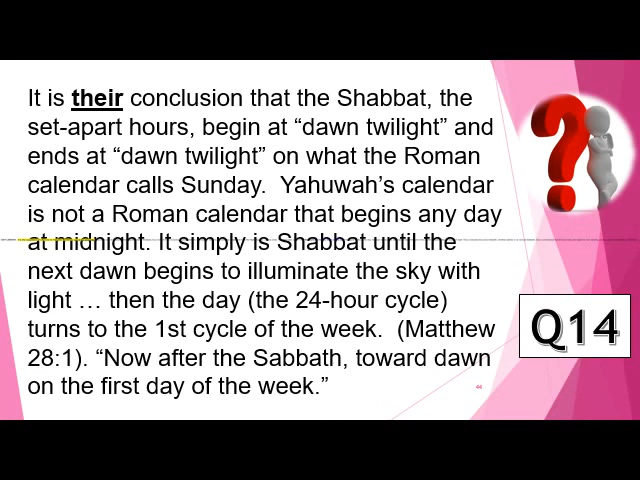 It is their conclusion that the Shabbat, the
set-apart hours, begin at “dawn twilight” and
ends at “dawn twilight” on what the Roman
calendar calls Sunday.  Yahuwah’s calendar
is not a Roman calendar that begins any day
at midnight. It simply is Shabbat until the
next dawn begins to illuminate the sky with
light … then the day (the 24-hour cycle)
turns to the 1st cycle of the week.  (Matthew
28:1). “Now after the Sabbath, toward dawn
on the first day of the week.”
44
Q14